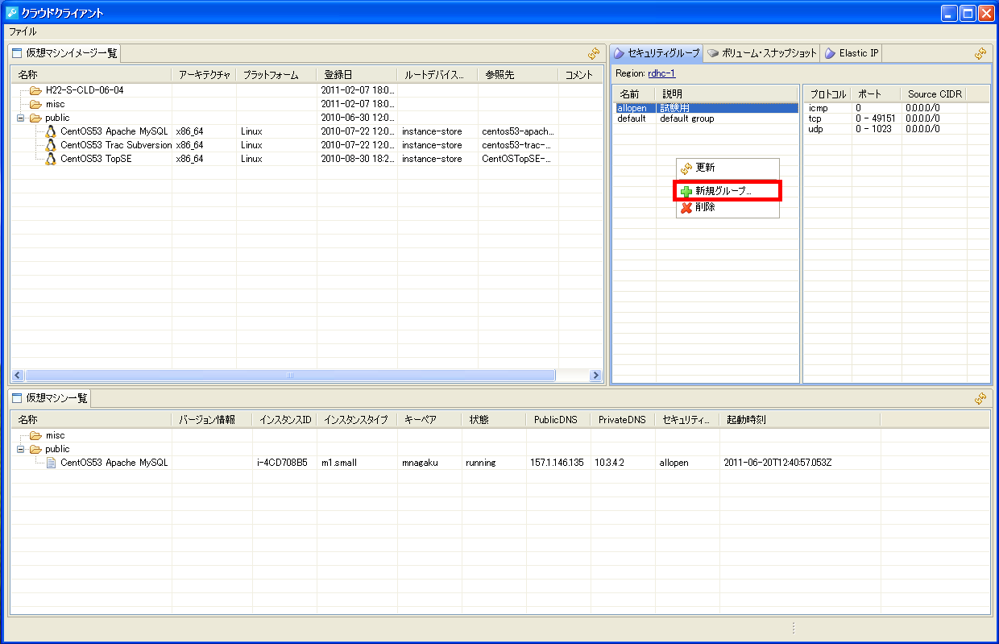 クラウドクライアント
ファイル
仮想マシンイメージ一覧
名称 アーキテクチャ プラットフォーム 登録日 ルートデバイス... 参照先 コメント
H22-S-CLD-06-04 2011-02-07 18:0...
misc 2011-02-07 18:0...
public 2010-06-30 12:0...
CentOS53 Apache MySQL x86_64 Linux 2010-07-22 12:0... instance-store centos53-apach...
CentOS53 Trac Subversion x86_64 Linux 2010-07-22 12:0... instance-store centos53-trac-...
CentOS53 TopSE x86_64 Linux 2010-08-30 18:2... instance-store CentOSTopSE-...
セキュリティグループ ボリューム・スナップショット Elastic IP
Region: rdhc-1
名前 説明
allopen 試験用
default default group
プロトコル ポート Source CIDR
icmp 0 0.0.0.0/0
tcp 0 - 49151 0.0.0.0/0
udp 0 - 1023 0.0.0.0/0
更新
新規グループ...
削除
仮想マシン一覧
名称 バージョン情報 インスタンスID インスタンスタイプ キーペア 状態 PublicDNS PrivateDNS セキュリティ... 起動時刻
misc
public
CentOS53 Apache MySQL i-4CD708B5 m1.small mnagaku running 157.1.146.135 10.3.4.2 allopen 2011-06-20T12:40:57.053Z